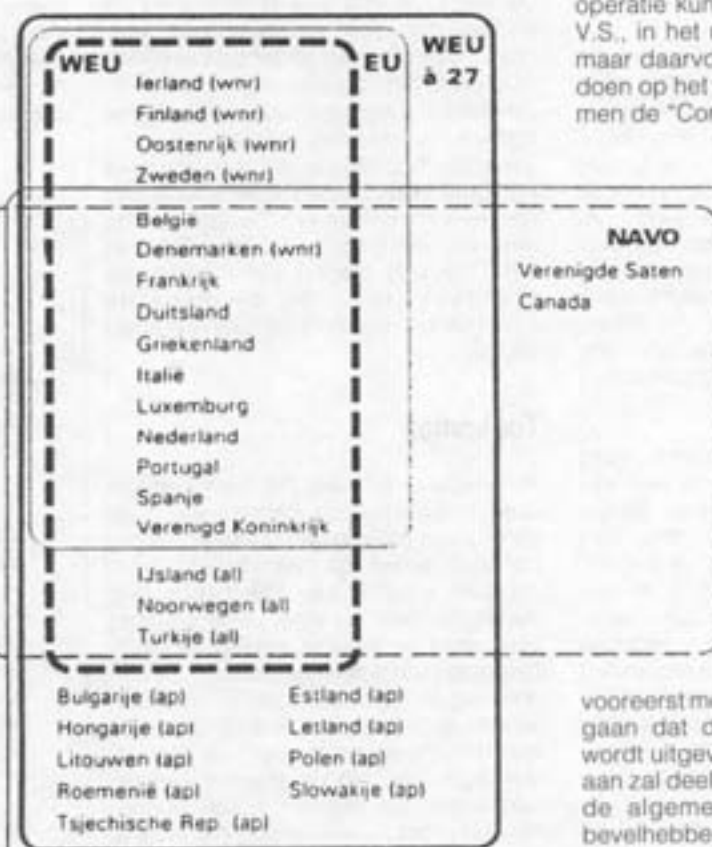 operatie kun
V.S., in het
maar daarvo
doen op het
men de "Cor
WEU
EU
WEU
à 27
Ierland (wnr)
Finland (wnr)
Oostenrijk (wnr)
Zweden (wnr)
Belgie
Denemarken (wnr)
Frankrijk
Duitsland
Griekenland
Italië
Luxemburg
Nederland
Portugal
Spanje
Verenigd Koninkrijk
IJsland (al)
Noorwegen (al)
Turkije (al)
NAVO
Verenigde Saten
Canada
Bulgarije (ap) Estland (ap)
Hongarije (ap) Letland (ap)
Litouwen (ap) Polen (ap)
Roemenië (ap) Slowakije (ap)
Tsjechische Rep. (ap)
vooreerst me
gaan dat d
wordt uitgev
aan zal deel
de algeme
bevelhebbe